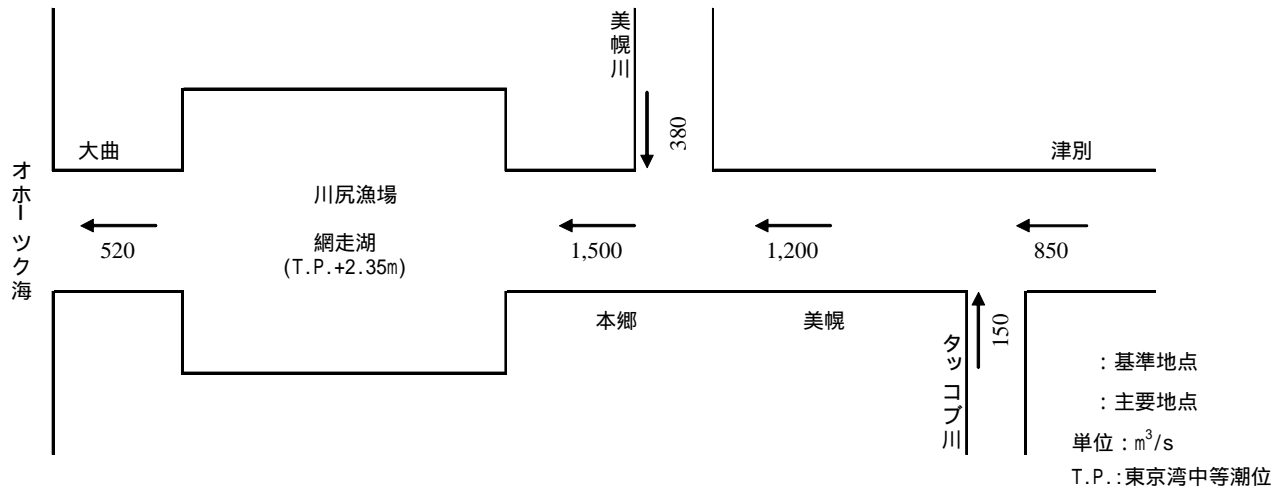 美幌川
380
大曲
津別
オホーツク海
川尻漁場
網走湖
(T.P.+2.35m)
520
1,500
1,200
850
本郷
美幌
タッコブ川
150
：基準地点
：主要地点
単位：m³/s
T.P.:東京湾中等潮位